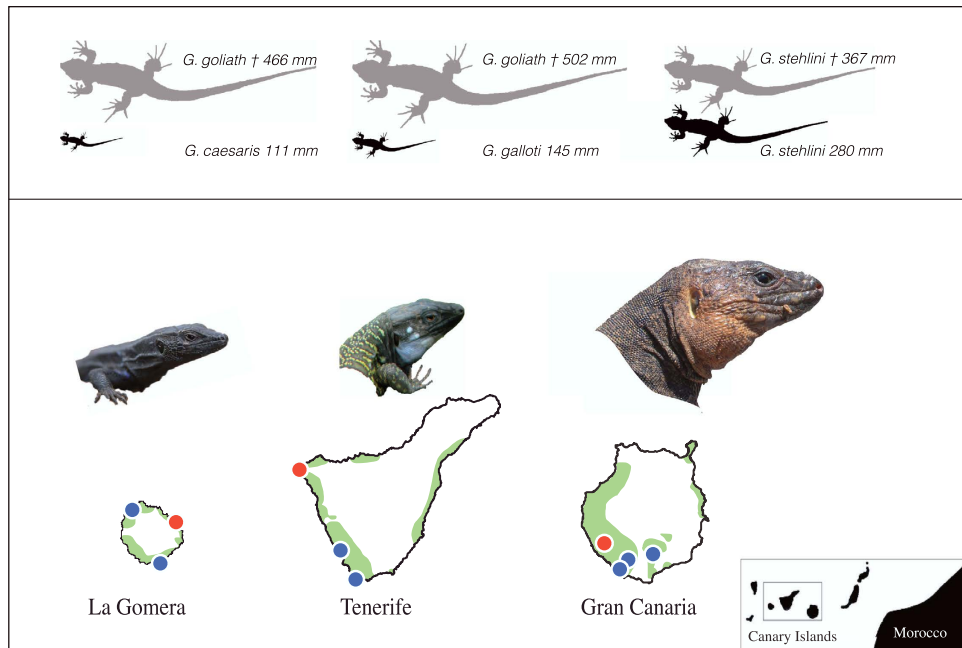 G. goliath † 466 mm
G. goliath † 502 mm
G. stehlini † 367 mm
G. caesaris 111 mm
G. galloti 145 mm
G. stehlini 280 mm
La Gomera
Tenerife
Gran Canaria
Canary Islands
Morocco